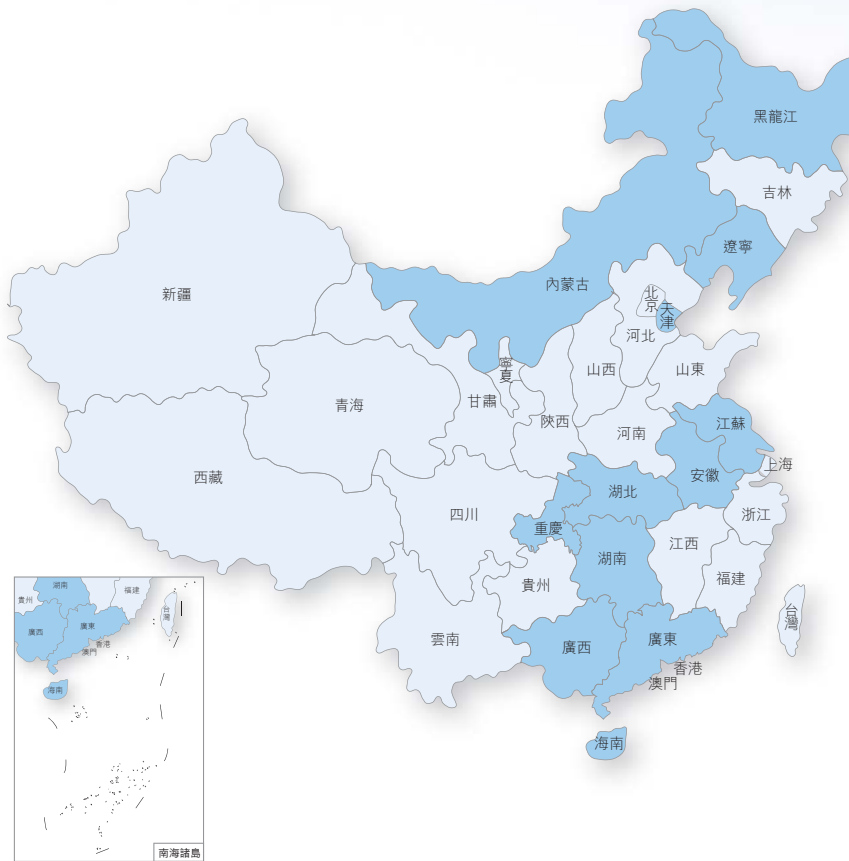 黑龍江
吉林
遼寧
內蒙古
新疆
北京
天津
河北
山西
山東
寧夏
甘肅
青海
陝西
河南
江蘇
安徽
上海
西藏
四川
湖北
重慶
浙江
江西
湖南
福建
貴州
台灣
雲南
廣西
廣東
香港
澳門
海南
湖南
貴州
福建
台灣
廣西
廣東
香港
澳門
海南
南海諸島